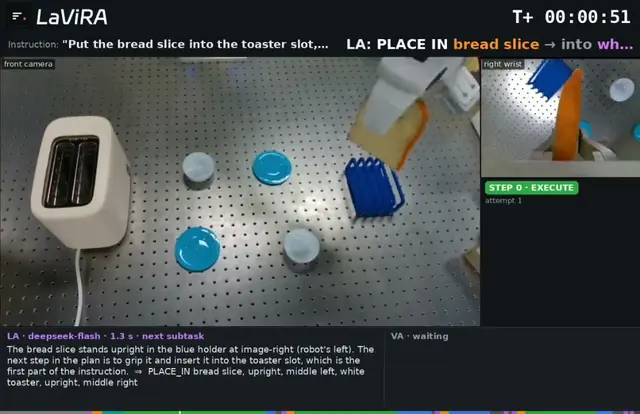 LaViRA
T+ 00:00:51
Instruction: "Put the bread slice into the toaster slot,...
LA: PLACE IN bread slice → into wh...
front camera
right wrist
STEP 0 · EXECUTE
attempt 1
LA · deepseek-flash · 1.3 s · next subtask
VA · waiting
The bread slice stands upright in the blue holder at image-right (robot's left). The
next step in the plan is to grip it and insert it into the toaster slot, which is the
first part of the instruction. ⇒ PLACE_IN bread slice, upright, middle left, white
toaster, upright, middle right